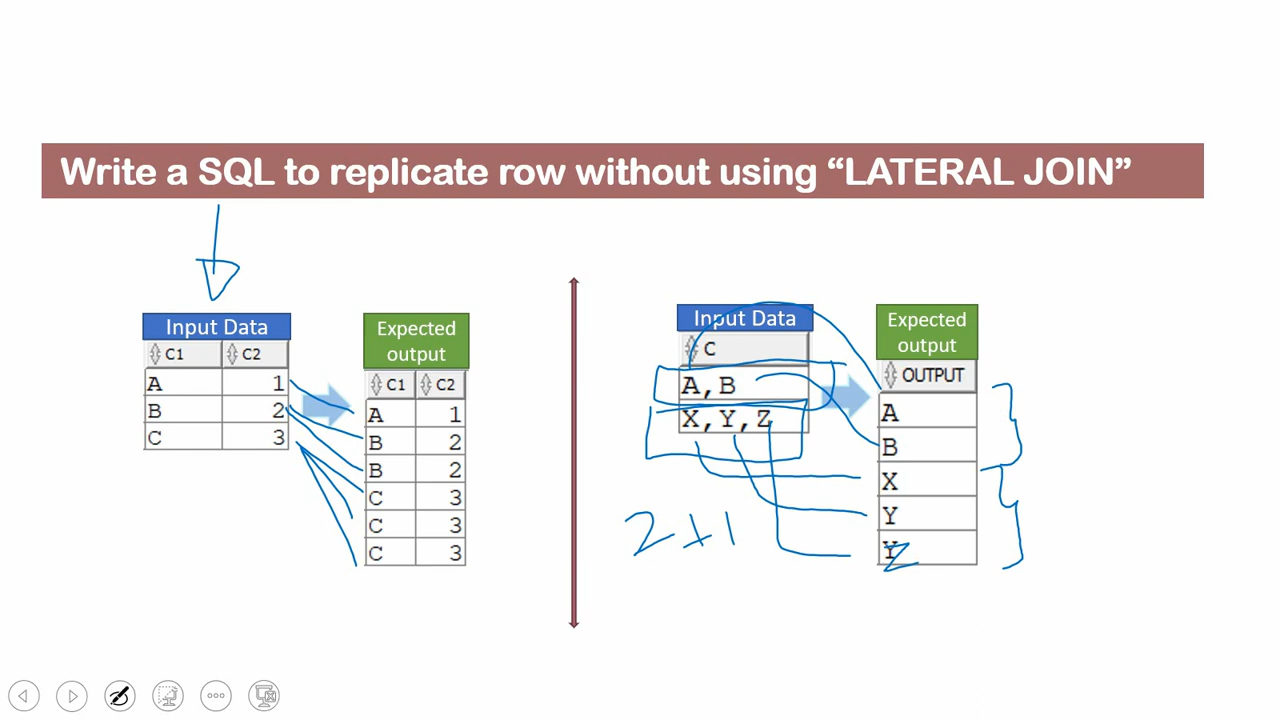 Write a SQL to replicate row without using “LATERAL JOIN”
Input Data
C1 C2
A 1
B 2
C 3
Expected
output
C1 C2
A 1
B 2
B 2
C 3
C 3
C 3
Input Data
C
A,B
X,Y,Z
2+1
Expected
output
OUTPUT
A
B
X
Y
Y
Z